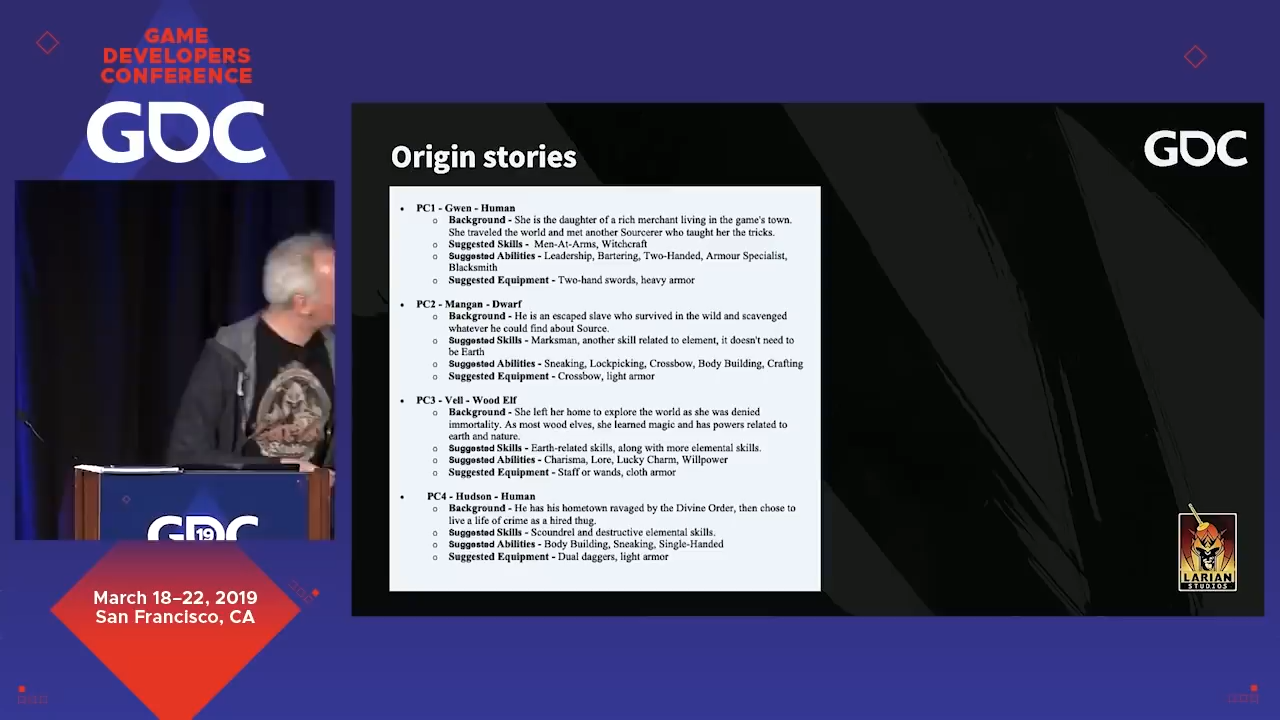 GAME
DEVELOPERS
CONFERENCE
GDC
GDC
19
March 18–22, 2019
San Francisco, CA
GDC
Origin stories
• PC1 - Gwen - Human
o Background - She is the daughter of a rich merchant living in the game's town.
She traveled the world and met another Sourcerer who taught her the tricks.
o Suggested Skills - Men-At-Arms, Witchcraft
o Suggested Abilities - Leadership, Bartering, Two-Handed, Armour Specialist,
Blacksmith
o Suggested Equipment - Two-hand swords, heavy armor
• PC2 - Mangan - Dwarf
o Background - He is an escaped slave who survived in the wild and scavenged
whatever he could find about Source.
o Suggested Skills - Marksman, another skill related to element, it doesn't need to
be Earth
o Suggested Abilities - Sneaking, Lockpicking, Crossbow, Body Building, Crafting
o Suggested Equipment - Crossbow, light armor
• PC3 - Vell - Wood Elf
o Background - She left her home to explore the world as she was denied
immortality. As most wood elves, she learned magic and has powers related to
earth and nature.
o Suggested Skills - Earth-related skills, along with more elemental skills.
o Suggested Abilities - Charisma, Lore, Lucky Charm, Willpower
o Suggested Equipment - Staff or wands, cloth armor
• PC4 - Hudson - Human
o Background - He has his hometown ravaged by the Divine Order, then chose to
live a life of crime as a hired thug.
o Suggested Skills - Scoundrel and destructive elemental skills.
o Suggested Abilities - Body Building, Sneaking, Single-Handed
o Suggested Equipment - Dual daggers, light armor
LARIAN
STUDIOS